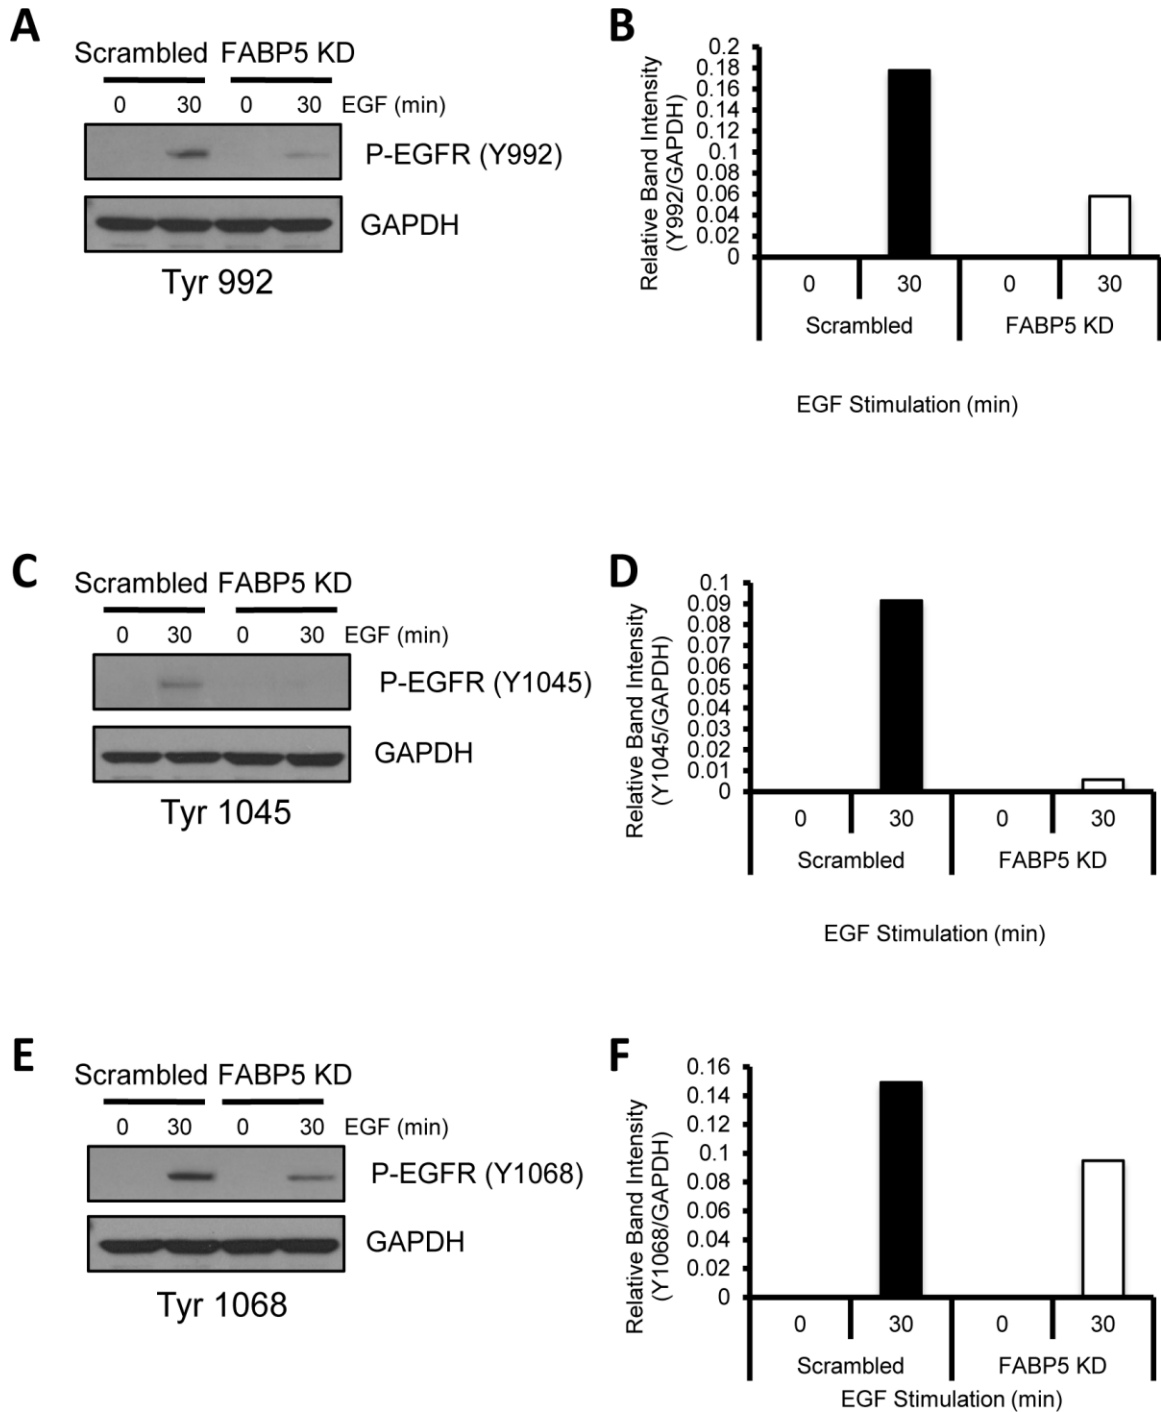 A
Scrambled FABP5 KD
0 30 0 30 EGF (min)
P-EGFR (Y992)
GAPDH
Tyr 992
B
Relative Band Intensity
(Y992/GAPDH)
0.2
0.18
0.16
0.14
0.12
0.1
0.08
0.06
0.04
0.02
0
0 30 0 30
Scrambled FABP5 KD
EGF Stimulation (min)
C
Scrambled FABP5 KD
0 30 0 30 EGF (min)
P-EGFR (Y1045)
GAPDH
Tyr 1045
D
Relative Band Intensity
(Y1045/GAPDH)
0.1
0.09
0.08
0.07
0.06
0.05
0.04
0.03
0.02
0.01
0
0 30 0 30
Scrambled FABP5 KD
EGF Stimulation (min)
E
Scrambled FABP5 KD
0 30 0 30 EGF (min)
P-EGFR (Y1068)
GAPDH
Tyr 1068
F
Relative Band Intensity
(Y1068/GAPDH)
0.16
0.14
0.12
0.1
0.08
0.06
0.04
0.02
0
0 30 0 30
Scrambled FABP5 KD
EGF Stimulation (min)